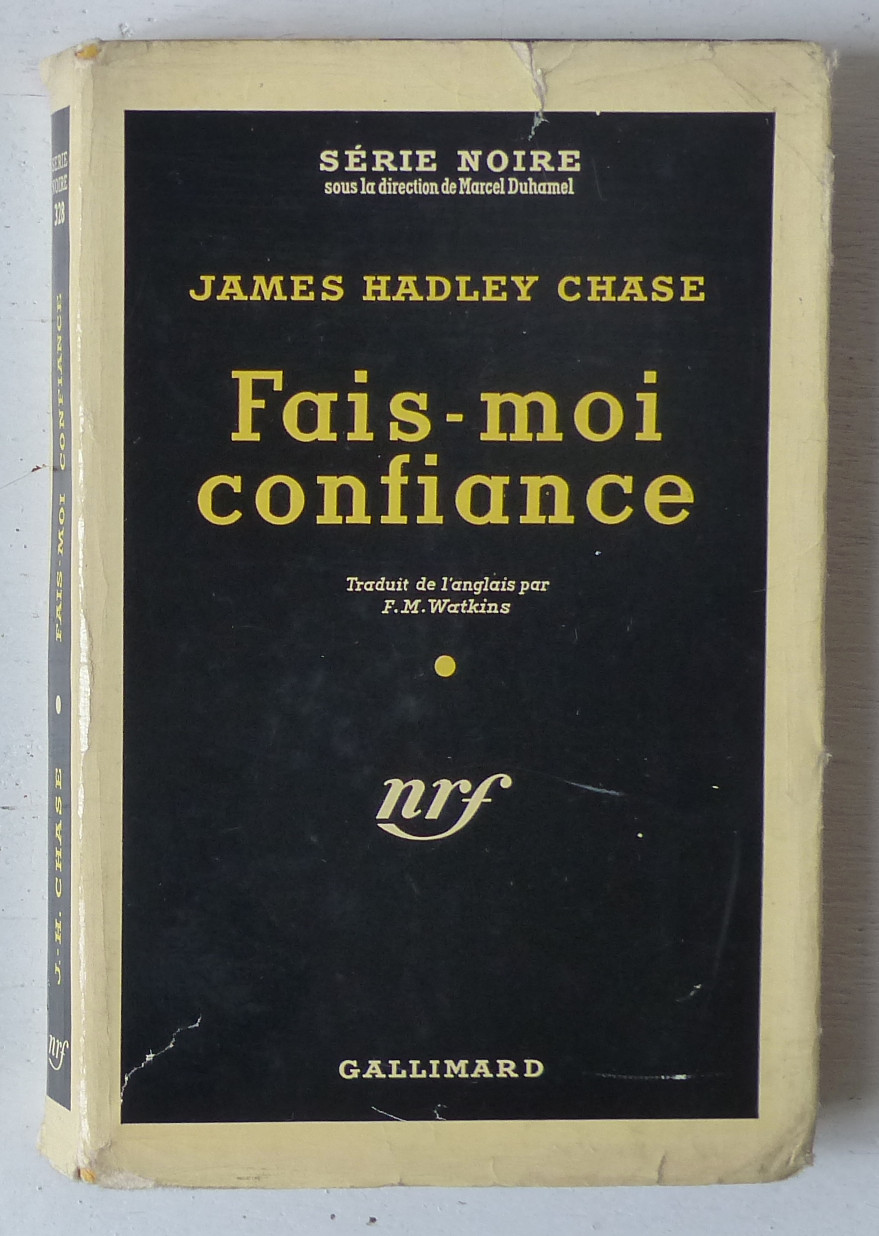 SÉRIE NOIRE
sous la direction de Marcel Duhamel
JAMES HADLEY CHASE
Fais-moi
confiance
Traduit de l'anglais par
F. M. Watkins
nrf
GALLIMARD
SÉRIE
NOIRE
328
FAIS-MOI CONFIANCE
J.-H. CHASE
nrf